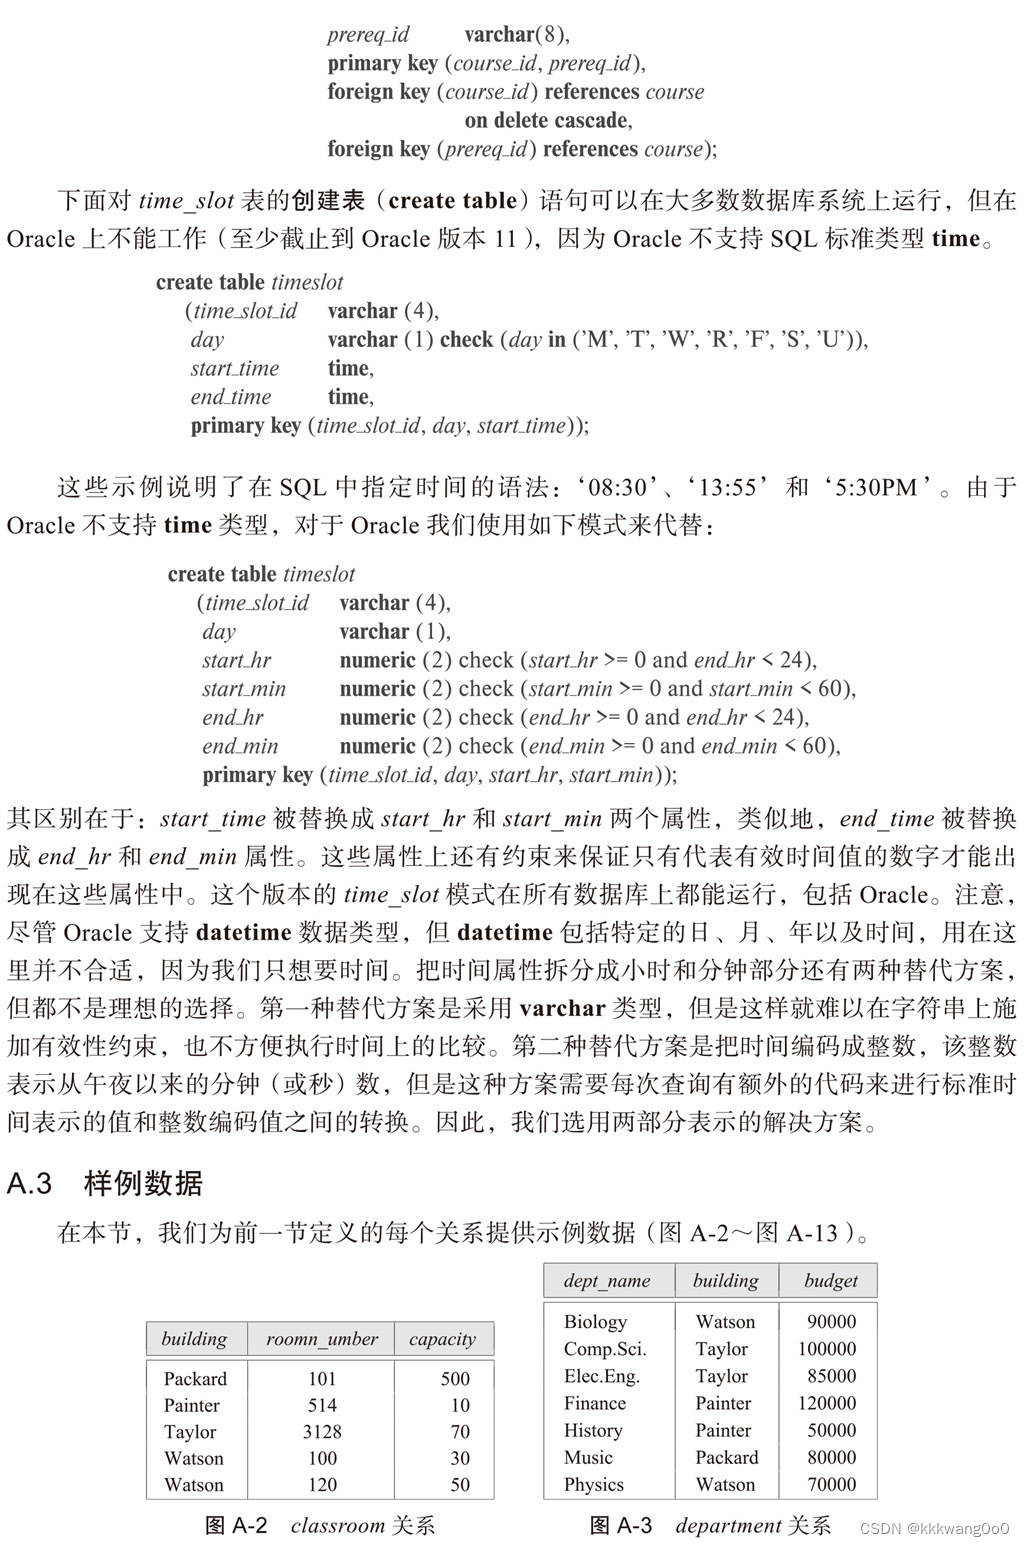 prereq_id varchar(8),
primary key (course_id, prereq_id),
foreign key (course_id) references course
on delete cascade,
foreign key (prereq_id) references course);
下面对 time_slot 表的创建表（create table）语句可以在大多数数据库系统上运行，但在
Oracle 上不能工作（至少截止到 Oracle 版本 11），因为 Oracle 不支持 SQL 标准类型 time。
create table timeslot
(time_slot_id varchar (4),
day varchar (1) check (day in (’M’, ’T’, ’W’, ’R’, ’F’, ’S’, ’U’)),
start_time time,
end_time time,
primary key (time_slot_id, day, start_time));
这些示例说明了在 SQL 中指定时间的语法：‘08:30’、‘13:55’ 和 ‘5:30PM’。由于
Oracle 不支持 time 类型，对于 Oracle 我们使用如下模式来代替：
create table timeslot
(time_slot_id varchar (4),
day varchar (1),
start_hr numeric (2) check (start_hr >= 0 and end_hr < 24),
start_min numeric (2) check (start_min >= 0 and start_min < 60),
end_hr numeric (2) check (end_hr >= 0 and end_hr < 24),
end_min numeric (2) check (end_min >= 0 and end_min < 60),
primary key (time_slot_id, day, start_hr, start_min));
其区别在于：start_time 被替换成 start_hr 和 start_min 两个属性，类似地，end_time 被替换
成 end_hr 和 end_min 属性。这些属性上还有约束来保证只有代表有效时间值的数字才能出
现在这些属性中。这个版本的 time_slot 模式在所有数据库上都能运行，包括 Oracle。注意，
尽管 Oracle 支持 datetime 数据类型，但 datetime 包括特定的日、月、年以及时间，用在这
里并不合适，因为我们只想要时间。把时间属性拆分成小时和分钟部分还有两种替代方案，
但都不是理想的选择。第一种替代方案是采用 varchar 类型，但是这样就难以在字符串上施
加有效性约束，也不方便执行时间上的比较。第二种替代方案是把时间编码成整数，该整数
表示从午夜以来的分钟（或秒）数，但是这种方案需要每次查询有额外的代码来进行标准时
间表示的值和整数编码值之间的转换。因此，我们选用两部分表示的解决方案。
A.3 样例数据
在本节，我们为前一节定义的每个关系提供示例数据（图 A-2～图 A-13）。
building roomn_umber capacity
Packard 101 500
Painter 514 10
Taylor 3128 70
Watson 100 30
Watson 120 50
图 A-2 classroom 关系
dept_name building budget
Biology Watson 90000
Comp.Sci. Taylor 100000
Elec.Eng. Taylor 85000
Finance Painter 120000
History Painter 50000
Music Packard 80000
Physics Watson 70000
图 A-3 department 关系
CSDN @kkkwang0o0